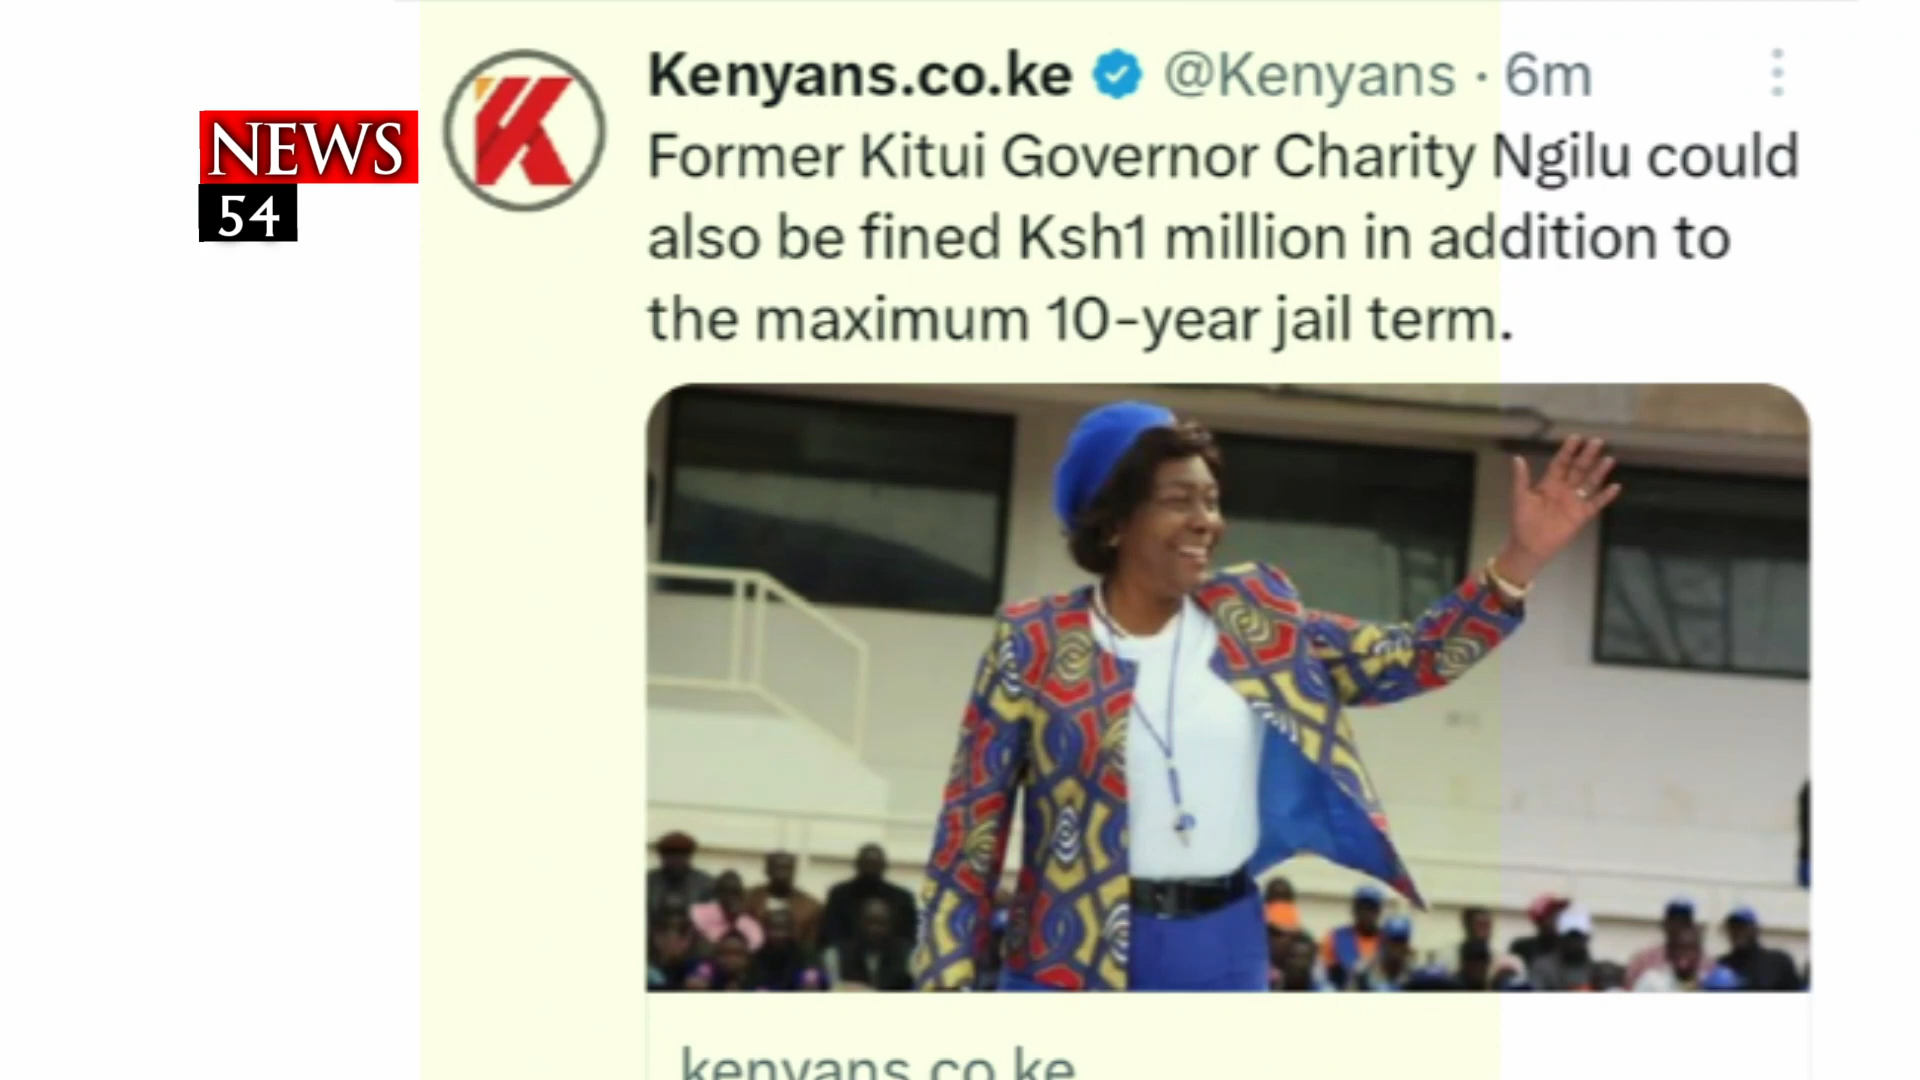 NEWS
54
Kenyans.co.ke @Kenyans · 6m
Former Kitui Governor Charity Ngilu could
also be fined Ksh1 million in addition to
the maximum 10-year jail term.
kenyans.co.ke